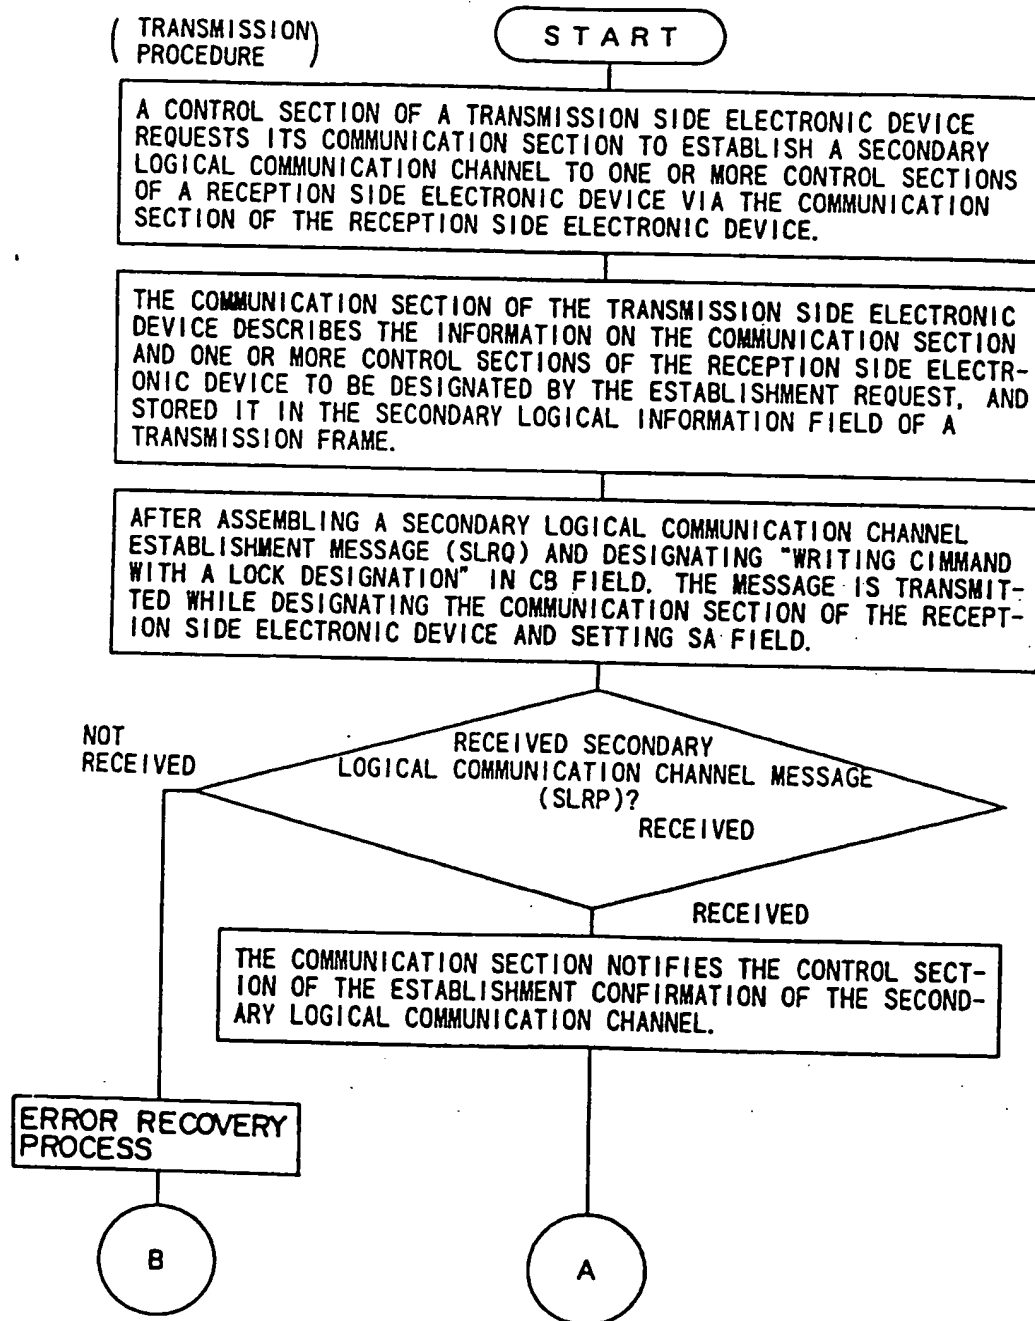 ( TRANSMISSION
PROCEDURE )
START
A CONTROL SECTION OF A TRANSMISSION SIDE ELECTRONIC DEVICE
REQUESTS ITS COMMUNICATION SECTION TO ESTABLISH A SECONDARY
LOGICAL COMMUNICATION CHANNEL TO ONE OR MORE CONTROL SECTIONS
OF A RECEPTION SIDE ELECTRONIC DEVICE VIA THE COMMUNICATION
SECTION OF THE RECEPTION SIDE ELECTRONIC DEVICE.
THE COMMUNICATION SECTION OF THE TRANSMISSION SIDE ELECTRONIC
DEVICE DESCRIBES THE INFORMATION ON THE COMMUNICATION SECTION
AND ONE OR MORE CONTROL SECTIONS OF THE RECEPTION SIDE ELECTR-
ONIC DEVICE TO BE DESIGNATED BY THE ESTABLISHMENT REQUEST, AND
STORED IT IN THE SECONDARY LOGICAL INFORMATION FIELD OF A
TRANSMISSION FRAME.
AFTER ASSEMBLING A SECONDARY LOGICAL COMMUNICATION CHANNEL
ESTABLISHMENT MESSAGE (SLRQ) AND DESIGNATING "WRITING CIMMAND
WITH A LOCK DESIGNATION" IN CB FIELD. THE MESSAGE IS TRANSMIT-
TED WHILE DESIGNATING THE COMMUNICATION SECTION OF THE RECEPT-
ION SIDE ELECTRONIC DEVICE AND SETTING SA FIELD.
NOT
RECEIVED
RECEIVED SECONDARY
LOGICAL COMMUNICATION CHANNEL MESSAGE
(SLRP)?
RECEIVED
RECEIVED
THE COMMUNICATION SECTION NOTIFIES THE CONTROL SECT-
ION OF THE ESTABLISHMENT CONFIRMATION OF THE SECOND-
ARY LOGICAL COMMUNICATION CHANNEL.
ERROR RECOVERY
PROCESS
B
A